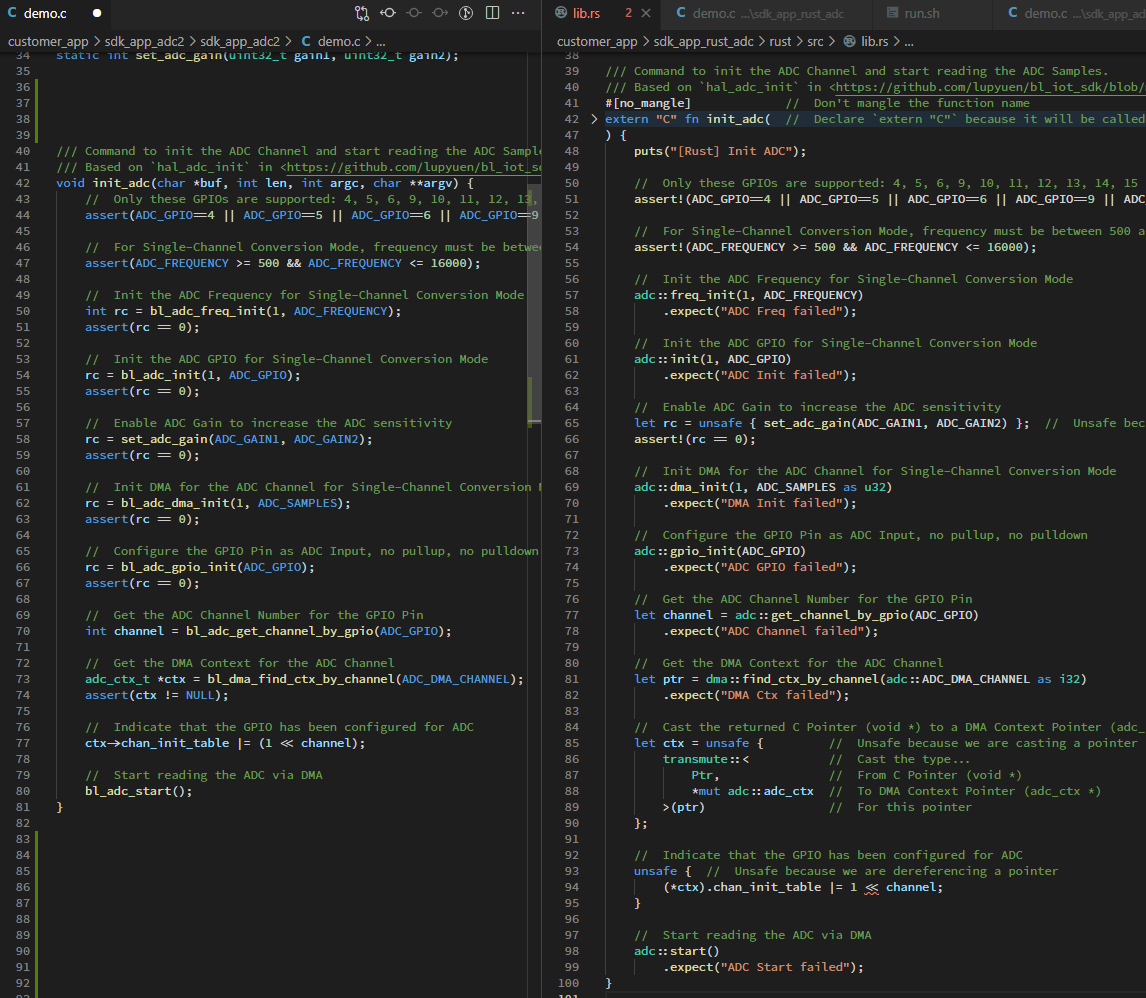 demo.c
customer_app > sdk_app_adc2 > sdk_app_adc2 > C demo.c > ...
34 static int set_adc_gain(uint32_t gain1, uint32_t gain2);
35
36
37
38
39
40 /// Command to init the ADC Channel and start reading the ADC Sampl
41 /// Based on `hal_adc_init` in <https://github.com/lupyuen/bl_iot_sd
42 void init_adc(char *buf, int len, int argc, char **argv) {
43 //  Only these GPIOs are supported: 4, 5, 6, 9, 10, 11, 12, 13,
44 assert(ADC_GPIO==4 || ADC_GPIO==5 || ADC_GPIO==6 || ADC_GPIO==9
45
46 //  For Single-Channel Conversion Mode, frequency must be betwee
47 assert(ADC_FREQUENCY >= 500 && ADC_FREQUENCY <= 16000);
48
49 //  Init the ADC Frequency for Single-Channel Conversion Mode
50 int rc = bl_adc_freq_init(1, ADC_FREQUENCY);
51 assert(rc == 0);
52
53 //  Init the ADC GPIO for Single-Channel Conversion Mode
54 rc = bl_adc_init(1, ADC_GPIO);
55 assert(rc == 0);
56
57 //  Enable ADC Gain to increase the ADC sensitivity
58 rc = set_adc_gain(ADC_GAIN1, ADC_GAIN2);
59 assert(rc == 0);
60
61 //  Init DMA for the ADC Channel for Single-Channel Conversion M
62 rc = bl_adc_dma_init(1, ADC_SAMPLES);
63 assert(rc == 0);
64
65 //  Configure the GPIO Pin as ADC Input, no pullup, no pulldown
66 rc = bl_adc_gpio_init(ADC_GPIO);
67 assert(rc == 0);
68
69 //  Get the ADC Channel Number for the GPIO Pin
70 int channel = bl_adc_get_channel_by_gpio(ADC_GPIO);
71
72 //  Get the DMA Context for the ADC Channel
73 adc_ctx_t *ctx = bl_dma_find_ctx_by_channel(ADC_DMA_CHANNEL);
74 assert(ctx != NULL);
75
76 //  Indicate that the GPIO has been configured for ADC
77 ctx->chan_init_table |= (1 << channel);
78
79 //  Start reading the ADC via DMA
80 bl_adc_start();
81 }
82
83
84
85
86
87
88
89
90
91
92
lib.rs 2 C demo.c ...\sdk_app_rust_adc run.sh C demo.c ...\sdk_app_ad
customer_app > sdk_app_rust_adc > rust > src > lib.rs > ...
38
39 /// Command to init the ADC Channel and start reading the ADC Samples.
40 /// Based on `hal_adc_init` in <https://github.com/lupyuen/bl_iot_sdk/blob/
41 #[no_mangle]             //  Don't mangle the function name
42 extern "C" fn init_adc(  //  Declare `extern "C"` because it will be called
47 ) {
48 puts("[Rust] Init ADC");
49
50 //  Only these GPIOs are supported: 4, 5, 6, 9, 10, 11, 12, 13, 14, 15
51 assert!(ADC_GPIO==4 || ADC_GPIO==5 || ADC_GPIO==6 || ADC_GPIO==9 || ADC
52
53 //  For Single-Channel Conversion Mode, frequency must be between 500 a
54 assert!(ADC_FREQUENCY >= 500 && ADC_FREQUENCY <= 16000);
55
56 //  Init the ADC Frequency for Single-Channel Conversion Mode
57 adc::freq_init(1, ADC_FREQUENCY)
58 .expect("ADC Freq failed");
59
60 //  Init the ADC GPIO for Single-Channel Conversion Mode
61 adc::init(1, ADC_GPIO)
62 .expect("ADC Init failed");
63
64 //  Enable ADC Gain to increase the ADC sensitivity
65 let rc = unsafe { set_adc_gain(ADC_GAIN1, ADC_GAIN2) };  //  Unsafe bec
66 assert!(rc == 0);
67
68 //  Init DMA for the ADC Channel for Single-Channel Conversion Mode
69 adc::dma_init(1, ADC_SAMPLES as u32)
70 .expect("DMA Init failed");
71
72 //  Configure the GPIO Pin as ADC Input, no pullup, no pulldown
73 adc::gpio_init(ADC_GPIO)
74 .expect("ADC GPIO failed");
75
76 //  Get the ADC Channel Number for the GPIO Pin
77 let channel = adc::get_channel_by_gpio(ADC_GPIO)
78 .expect("ADC Channel failed");
79
80 //  Get the DMA Context for the ADC Channel
81 let ptr = dma::find_ctx_by_channel(adc::ADC_DMA_CHANNEL as i32)
82 .expect("DMA Ctx failed");
83
84 //  Cast the returned C Pointer (void *) to a DMA Context Pointer (adc_
85 let ctx = unsafe {         //  Unsafe because we are casting a pointer
86 transmute::<           //  Cast the type...
87 Ptr,               //  From C Pointer (void *)
88 *mut adc::adc_ctx  //  To DMA Context Pointer (adc_ctx *)
89 >(ptr)                 //  For this pointer
90 };
91
92 //  Indicate that the GPIO has been configured for ADC
93 unsafe {  //  Unsafe because we are dereferencing a pointer
94 (*ctx).chan_init_table |= 1 << channel;
95 }
96
97 //  Start reading the ADC via DMA
98 adc::start()
99 .expect("ADC Start failed");
100 }